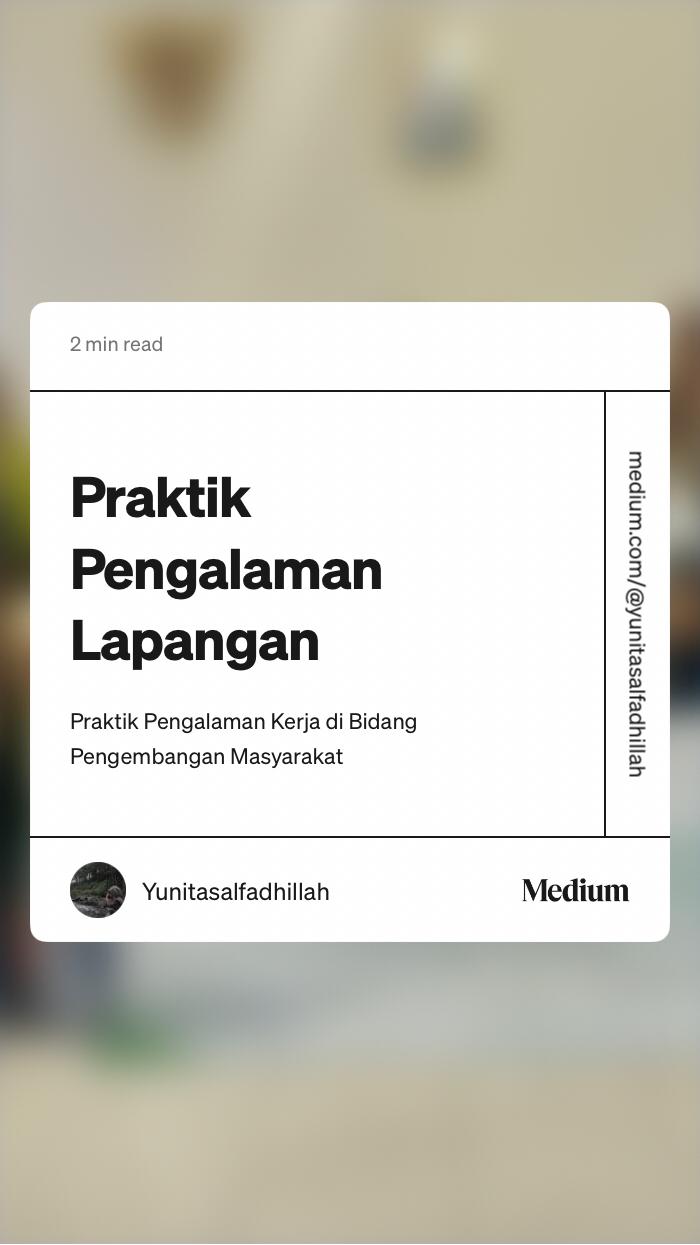 2 min read
Praktik
Pengalaman
Lapangan
Praktik Pengalaman Kerja di Bidang
Pengembangan Masyarakat
medium.com/@yunitasalfadhillah
Yunitasalfadhillah
Medium